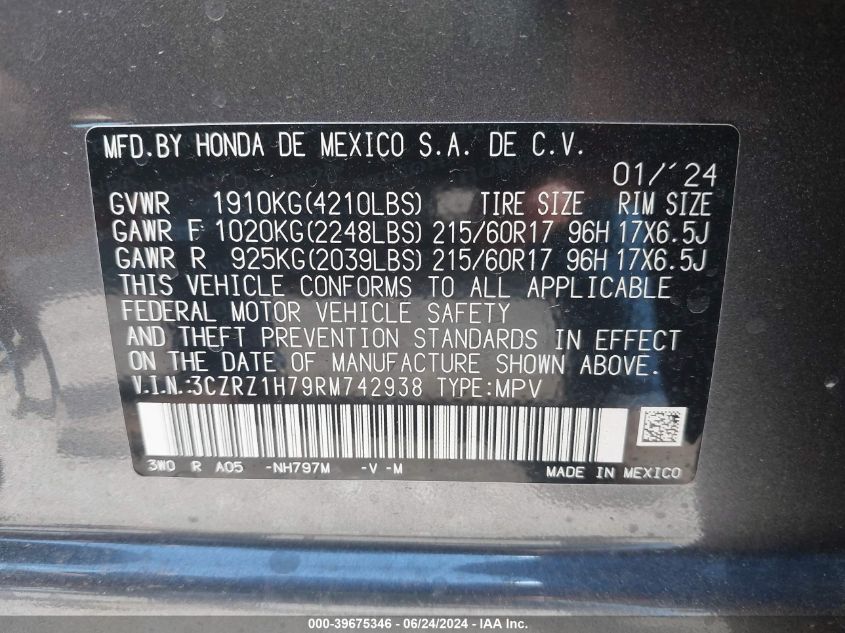 MFD.BY HONDA DE MEXICO S.A. DE C.V.
01/'24
GVWR 1910KG(4210LBS) TIRE SIZE RIM SIZE
GAWR F 1020KG(2248LBS) 215/60R17 96H 17X6.5J
GAWR R 925KG(2039LBS) 215/60R17 96H 17X6.5J
THIS VEHICLE CONFORMS TO ALL APPLICABLE
FEDERAL MOTOR VEHICLE SAFETY
AND THEFT PREVENTION STANDARDS IN EFFECT
ON THE DATE OF MANUFACTURE SHOWN ABOVE.
V.I.N.:3CZRZ1H79RM742938 TYPE:MPV
3W0 R A05 -NH797M -V -M MADE IN MEXICO
000-39675346 - 06/24/2024 - IAA Inc.